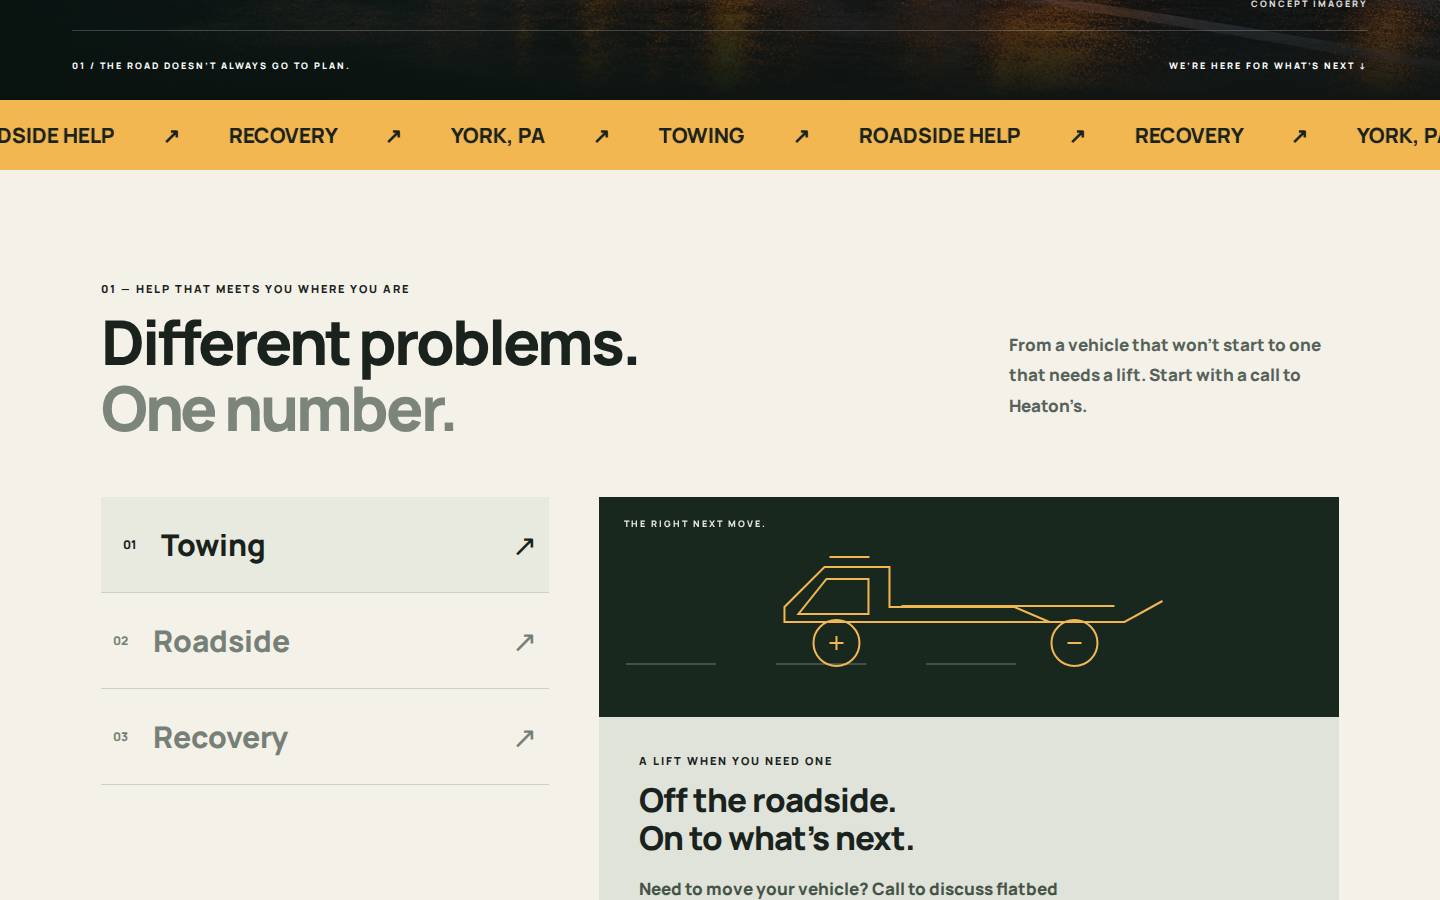 CONCEPT IMAGERY
01 / THE ROAD DOESN'T ALWAYS GO TO PLAN.
WE'RE HERE FOR WHAT'S NEXT ↓
DSIDE HELP ↗ RECOVERY ↗ YORK, PA ↗ TOWING ↗ ROADSIDE HELP ↗ RECOVERY ↗ YORK, PA
01 — HELP THAT MEETS YOU WHERE YOU ARE
Different problems.
One number.
From a vehicle that won’t start to one
that needs a lift. Start with a call to
Heaton’s.
01 Towing ↗
02 Roadside ↗
03 Recovery ↗
THE RIGHT NEXT MOVE.
A LIFT WHEN YOU NEED ONE
Off the roadside.
On to what’s next.
Need to move your vehicle? Call to discuss flatbed